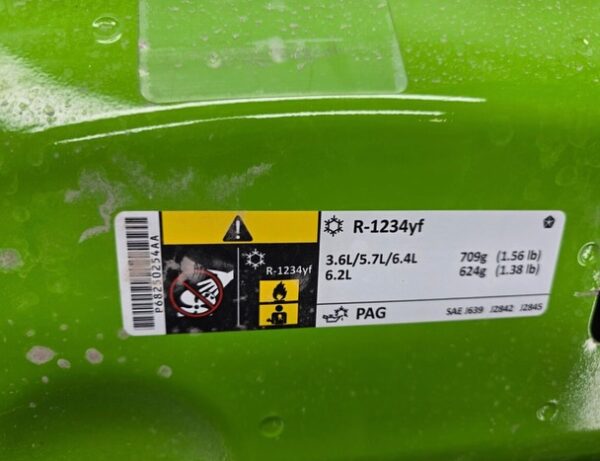 P68250254AA
R-1234yf
R-1234yf
3.6L/5.7L/6.4L 709g (1.56 lb)
6.2L 624g (1.38 lb)
PAG SAE J639 J2842 J2845